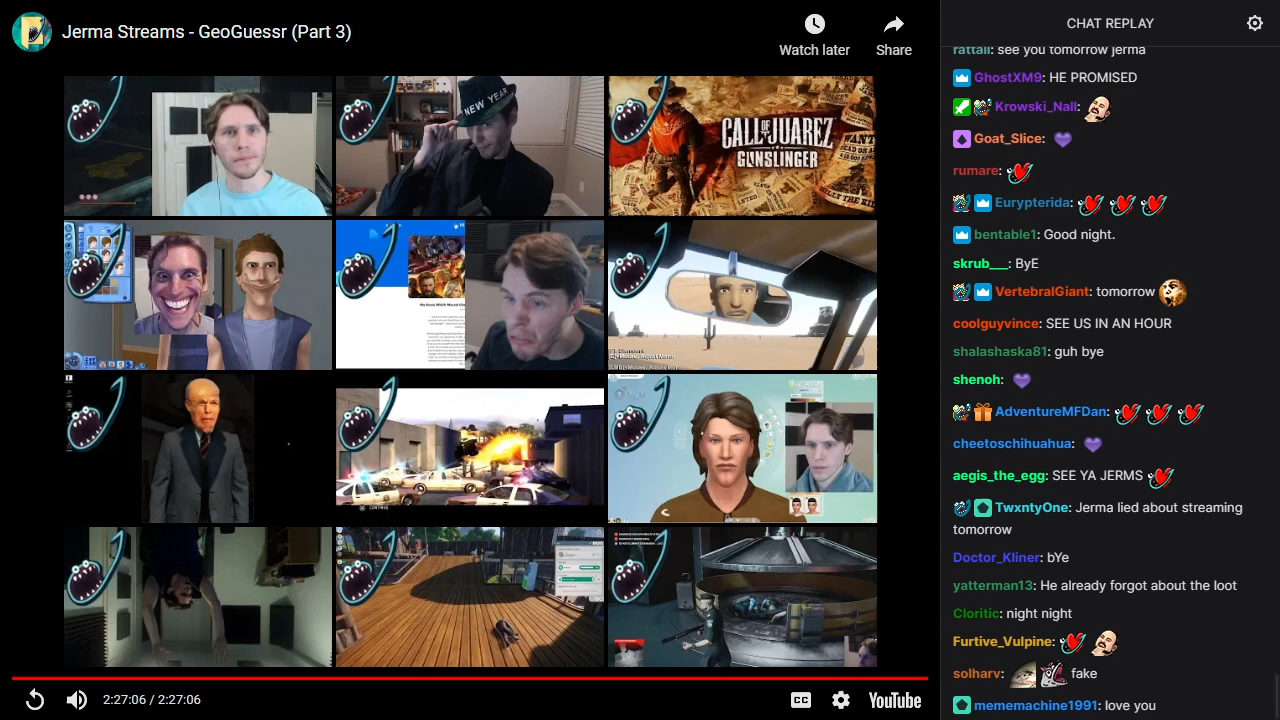 Jerma Streams - GeoGuessr (Part 3)
Watch later
Share
NEW YEAR
CALL OF JUAREZ
GUNSLINGER
CONTINUE
2:27:06 / 2:27:06
CC
YouTube
CHAT REPLAY
rattail: see you tomorrow jerma
GhostXM9: HE PROMISED
Krowski_Nall:
Goat_Slice:
rumare:
Eurypterida:
bentable1: Good night.
skrub___: ByE
VertebralGiant: tomorrow
coolguyvince: SEE US IN AN HOUR
shalashaska81: guh bye
shenoh:
AdventureMFDan:
cheetoschihuahua:
aegis_the_egg: SEE YA JERMS
TwxntyOne: Jerma lied about streaming
tomorrow
Doctor_Kliner: bYe
yatterman13: He already forgot about the loot
Cloritic: night night
Furtive_Vulpine:
solharv: fake
mememachine1991: love you